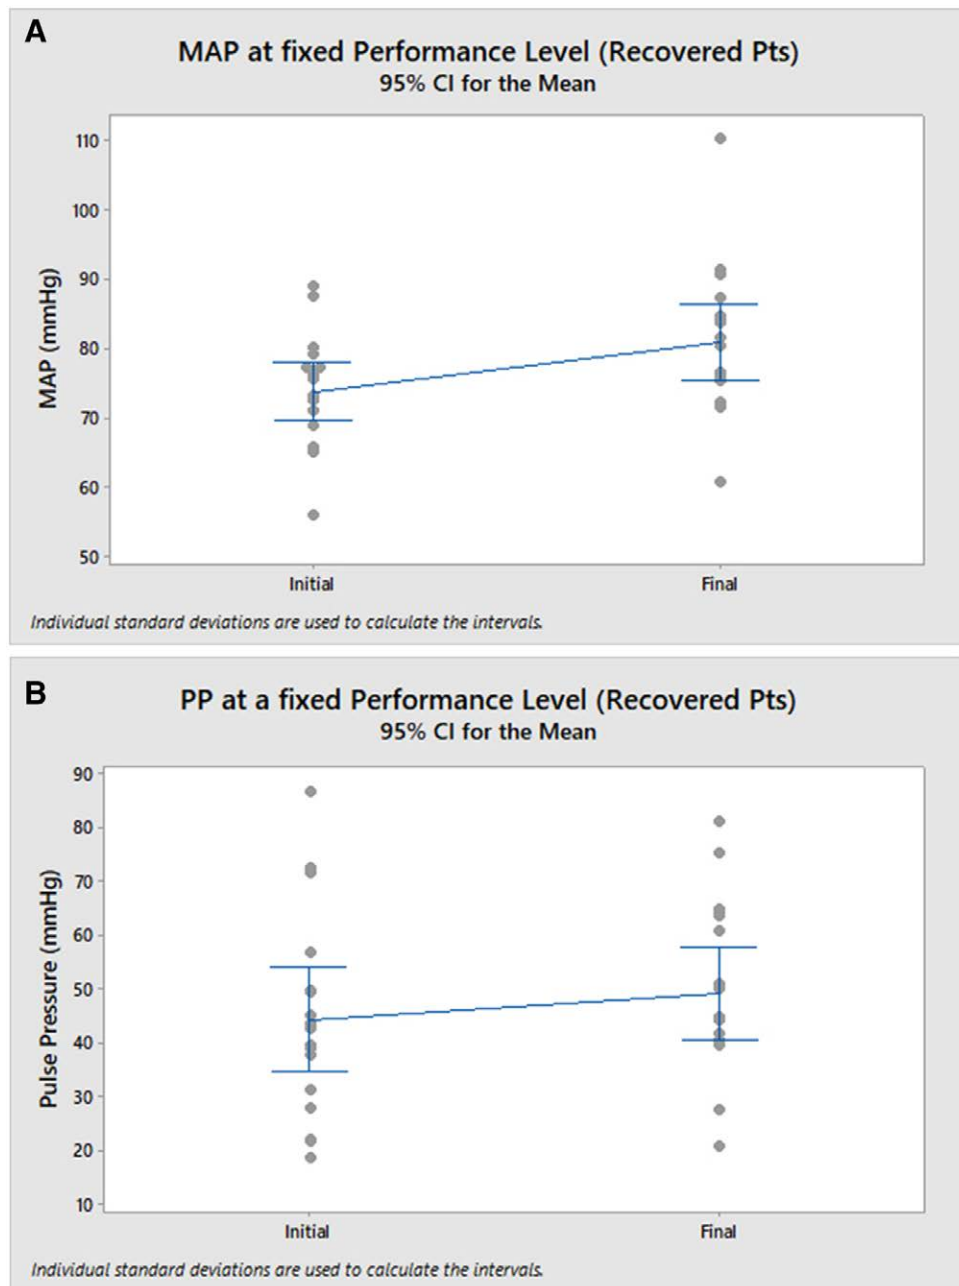 A
MAP at fixed Performance Level (Recovered Pts)
95% CI for the Mean
110
100
90
80
70
60
50
MAP (mmHg)
Initial
Final
Individual standard deviations are used to calculate the intervals.
B
PP at a fixed Performance Level (Recovered Pts)
95% CI for the Mean
90
80
70
60
50
40
30
20
10
Pulse Pressure (mmHg)
Initial
Final
Individual standard deviations are used to calculate the intervals.